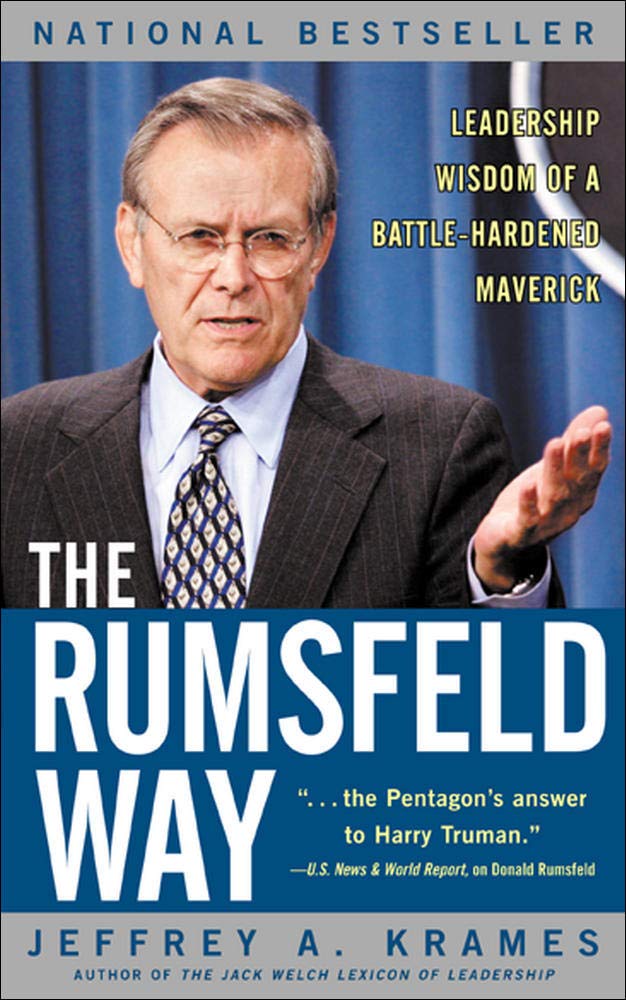 NATIONAL BESTSELLER
LEADERSHIP
WISDOM OF A
BATTLE-HARDENED
MAVERICK
THE
RUMSFELD
WAY
“. . . the Pentagon’s answer
to Harry Truman.”
—U.S. News & World Report, on Donald Rumsfeld
JEFFREY A. KRAMES
AUTHOR OF THE JACK WELCH LEXICON OF LEADERSHIP